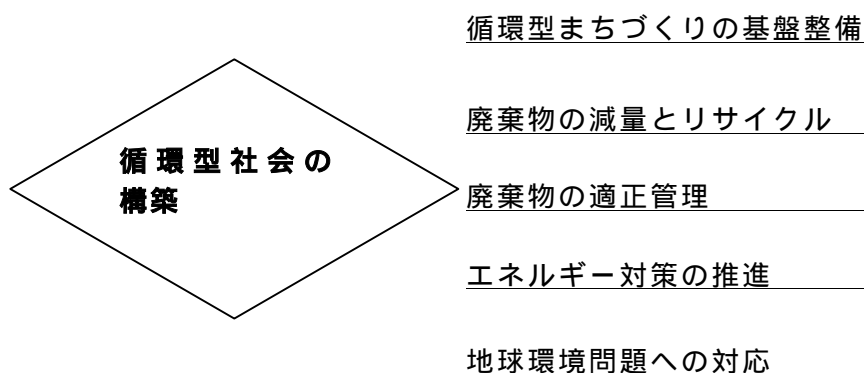 循環型まちづくりの基盤整備
廃棄物の減量とリサイクル
循環型社会の
構築
廃棄物の適正管理
エネルギー対策の推進
地球環境問題への対応